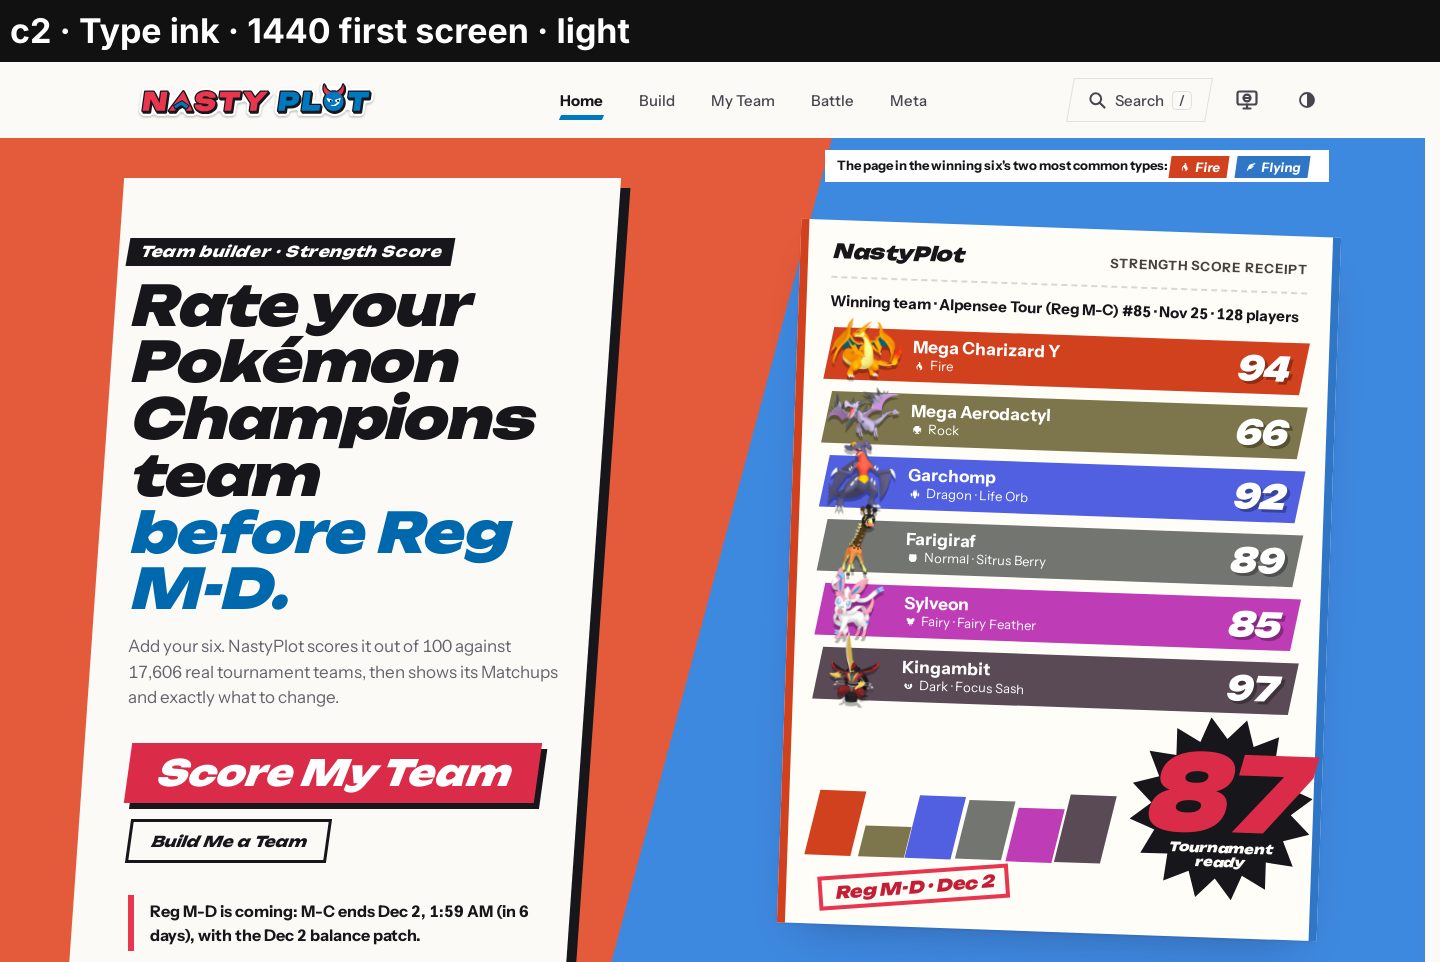 c2 · Type ink · 1440 first screen · light
NASTY PLOT
Home
Build
My Team
Battle
Meta
Search /
The page in the winning six's two most common types: Fire Flying
Team builder · Strength Score
Rate your
Pokémon
Champions
team
before Reg
M-D.
Add your six. NastyPlot scores it out of 100 against
17,606 real tournament teams, then shows its Matchups
and exactly what to change.
Score My Team
Build Me a Team
Reg M-D is coming: M-C ends Dec 2, 1:59 AM (in 6
days), with the Dec 2 balance patch.
NastyPlot
STRENGTH SCORE RECEIPT
Winning team · Alpensee Tour (Reg M-C) #85 · Nov 25 · 128 players
Mega Charizard Y
Fire
94
Mega Aerodactyl
Rock
66
Garchomp
Dragon · Life Orb
92
Farigiraf
Normal · Sitrus Berry
89
Sylveon
Fairy · Fairy Feather
85
Kingambit
Dark · Focus Sash
97
87
Tournament
ready
Reg M-D · Dec 2